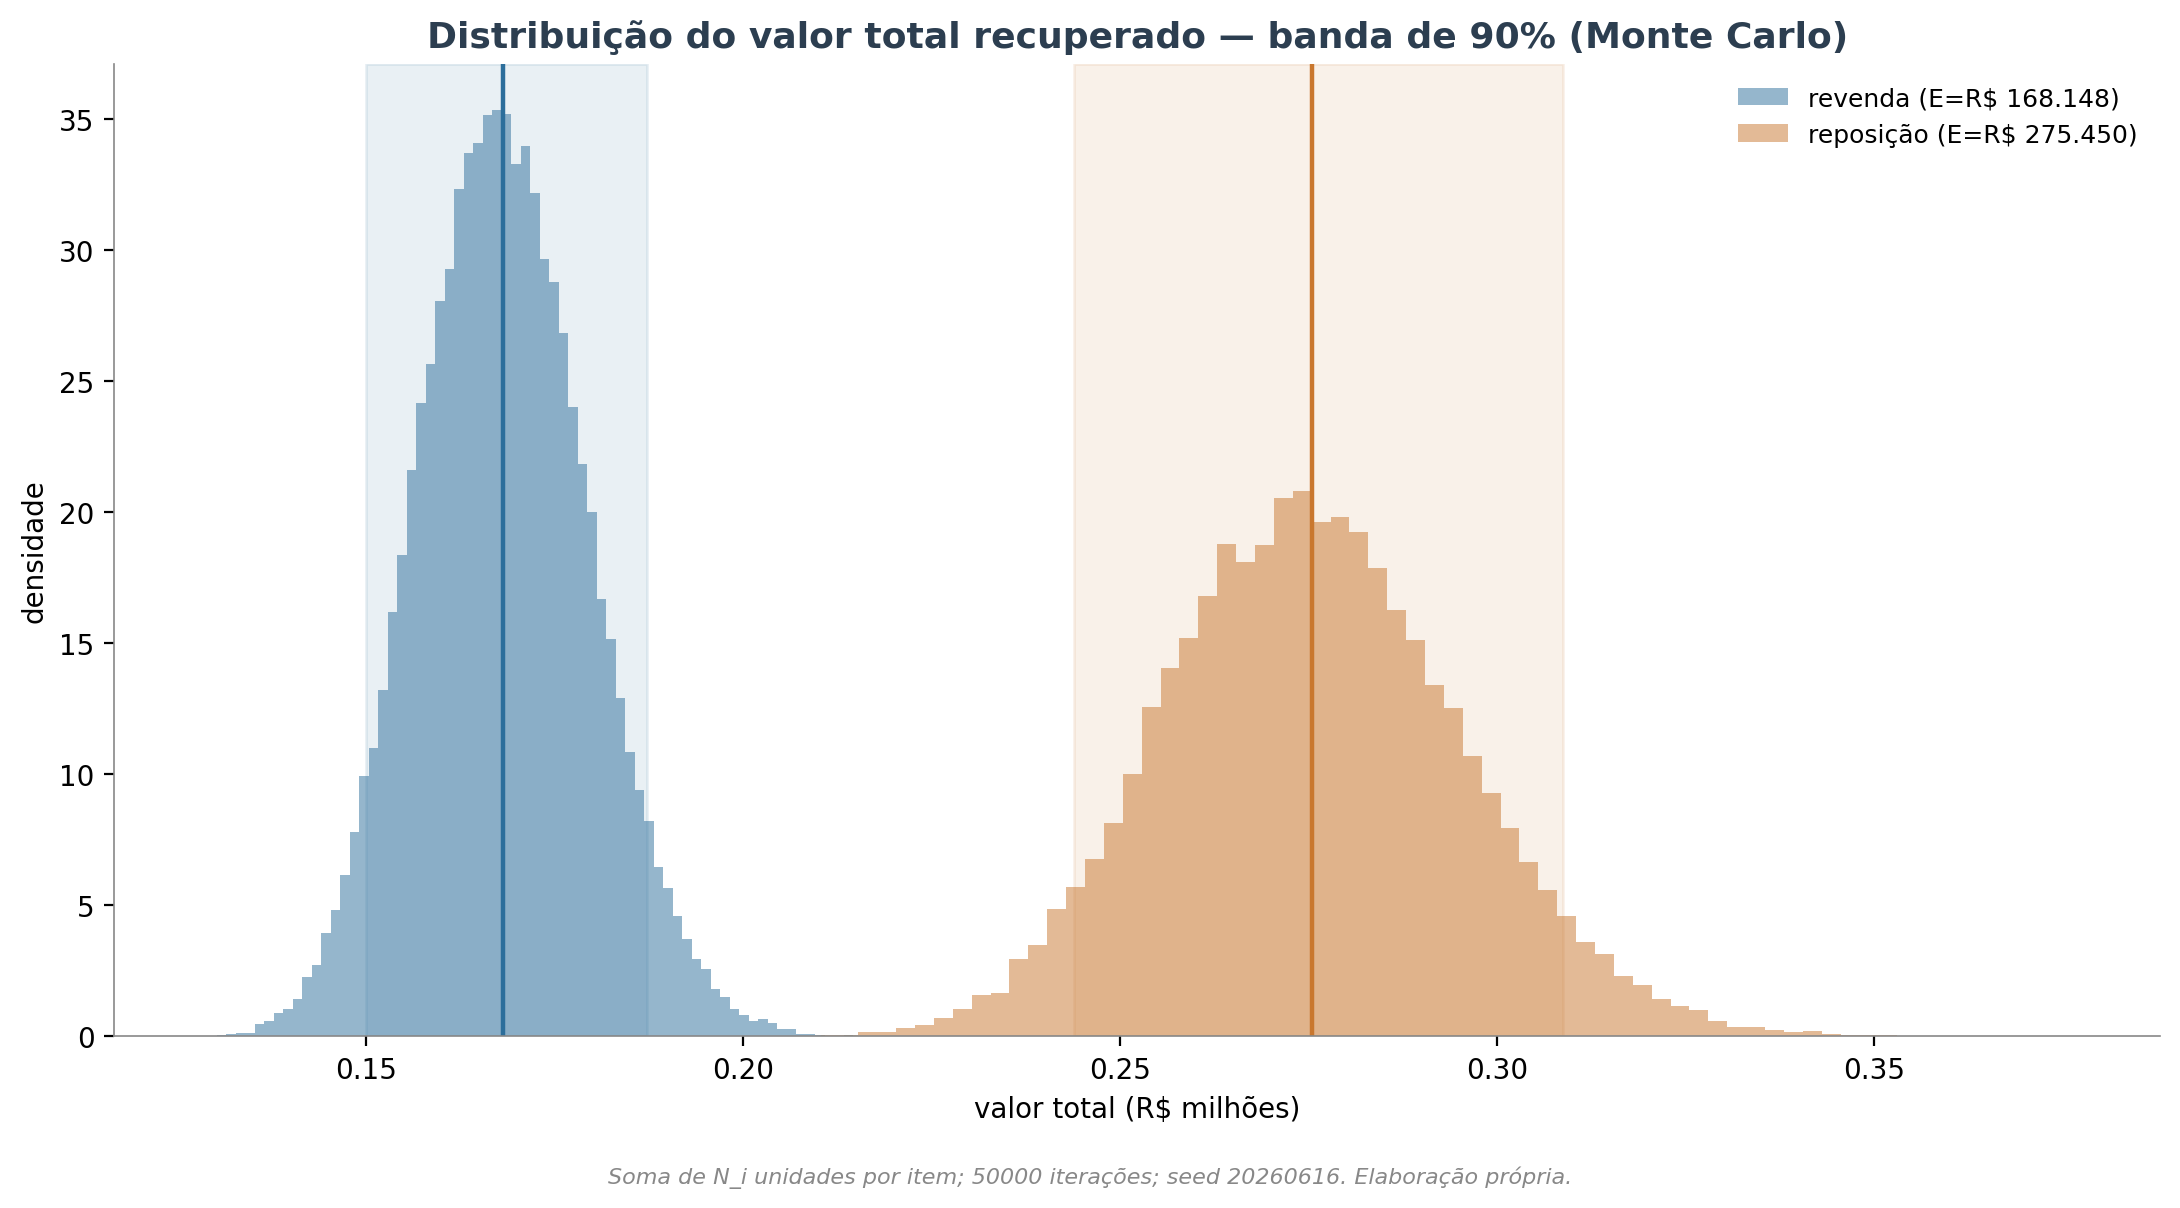 Distribuição do valor total recuperado — banda de 90% (Monte Carlo)
revenda (E=R$ 168.148)
reposição (E=R$ 275.450)
densidade
35
30
25
20
15
10
5
0
0.15 0.20 0.25 0.30 0.35
valor total (R$ milhões)
Soma de N_i unidades por item; 50000 iterações; seed 20260616. Elaboração própria.